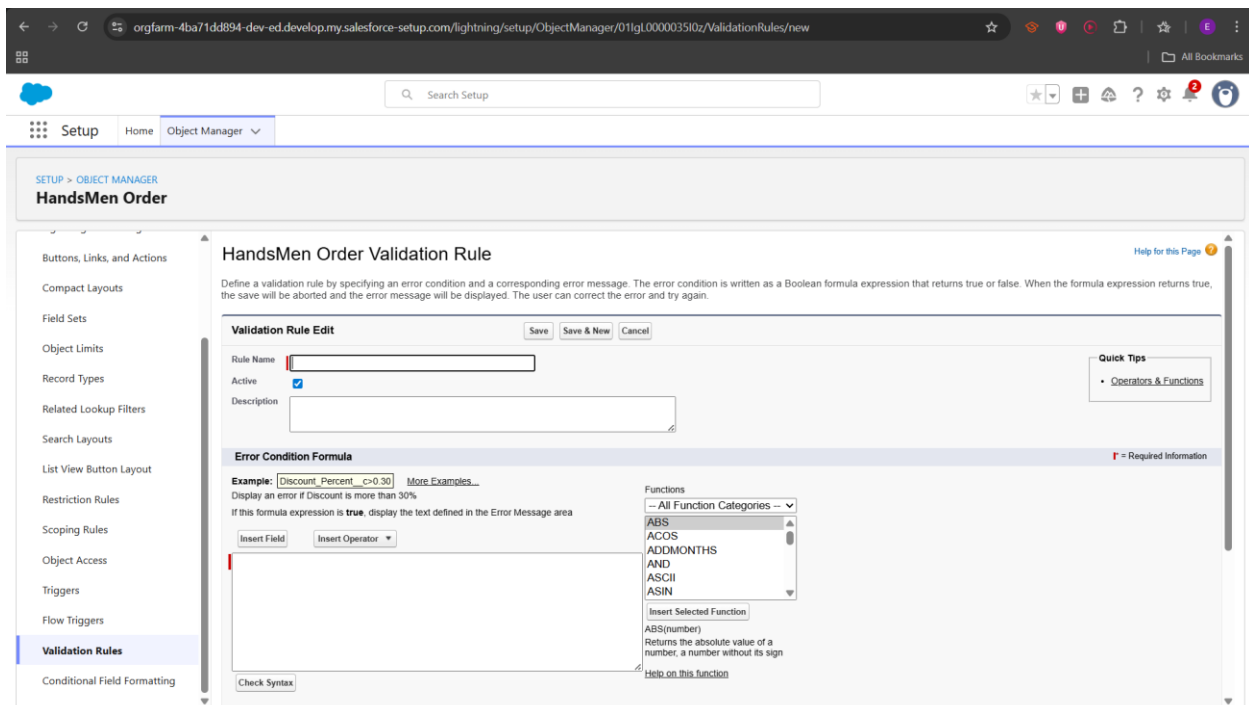 orgfarm-4ba71dd894-dev-ed.develop.my.salesforce-setup.com/lightning/setup/ObjectManager/01IgL0000035I0z/ValidationRules/new
E
All Bookmarks
Search Setup
2
Setup
Home
Object Manager
SETUP > OBJECT MANAGER
HandsMen Order
Buttons, Links, and Actions
Compact Layouts
Field Sets
Object Limits
Record Types
Related Lookup Filters
Search Layouts
List View Button Layout
Restriction Rules
Scoping Rules
Object Access
Triggers
Flow Triggers
Validation Rules
Conditional Field Formatting
HandsMen Order Validation Rule
Help for this Page ?
Define a validation rule by specifying an error condition and a corresponding error message. The error condition is written as a Boolean formula expression that returns true or false. When the formula expression returns true,
the save will be aborted and the error message will be displayed. The user can correct the error and try again.
Validation Rule Edit
Save Save & New Cancel
Rule Name
Active
Description
Quick Tips
• Operators & Functions
Error Condition Formula
= Required Information
Example: Discount_Percent__c>0.30 More Examples...
Display an error if Discount is more than 30%
If this formula expression is true, display the text defined in the Error Message area
Insert Field Insert Operator
Functions
-- All Function Categories --
ABS
ACOS
ADDMONTHS
AND
ASCII
ASIN
Insert Selected Function
ABS(number)
Returns the absolute value of a
number, a number without its sign
Help on this function
Check Syntax